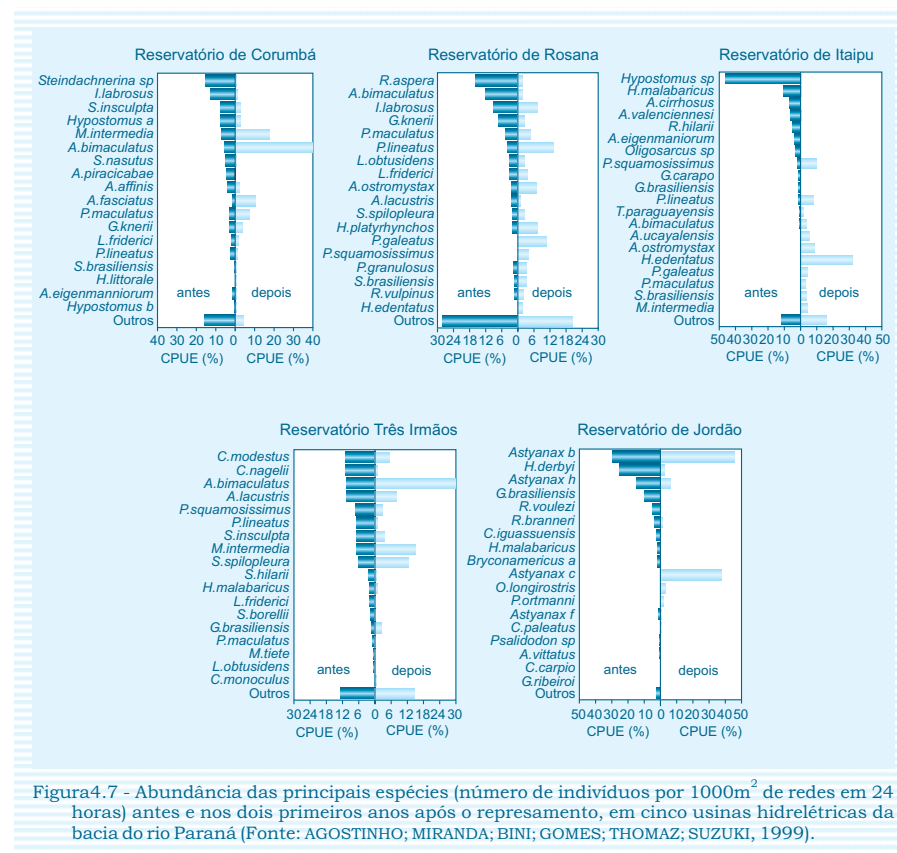 Reservatório de Corumbá
Steindachnerina sp
I.labrosus
S.insculpta
Hypostomus a
M.intermedia
A.bimaculatus
S.nasutus
A.piracicabae
A.affinis
A.fasciatus
P.maculatus
G.knerii
L.friderici
P.lineatus
S.brasiliensis
H.littorale
A.eigenmanniorum
Hypostomus b
Outros
antes depois
40 30 20 10 0 10 20 30 40
CPUE (%) CPUE (%)
Reservatório de Rosana
R.aspera
A.bimaculatus
I.labrosus
G.knerii
P.maculatus
P.lineatus
L.obtusidens
L.friderici
A.ostromystax
A.lacustris
S.spilopleura
H.platyrhynchos
P.galeatus
P.squamosissimus
P.granulosus
S.brasiliensis
R.vulpinus
H.edentatus
Outros
antes depois
30 24 18 12 6 0 6 12 18 24 30
CPUE (%) CPUE (%)
Reservatório de Itaipu
Hypostomus sp
H.malabaricus
A.cirrhosus
A.valenciennesi
R.hilarii
A.eigenmaniorum
Oligosarcus sp
P.squamosissimus
G.carapo
G.brasiliensis
P.lineatus
T.paraguayensis
A.bimaculatus
A.ucayalensis
A.ostromystax
H.edentatus
P.galeatus
P.maculatus
S.brasiliensis
M.intermedia
Outros
antes depois
50 40 30 20 10 0 10 20 30 40 50
CPUE (%) CPUE (%)
Reservatório Três Irmãos
C.modestus
C.nagelii
A.bimaculatus
A.lacustris
P.squamosissimus
P.lineatus
S.insculpta
M.intermedia
S.spilopleura
S.hilarii
H.malabaricus
L.friderici
S.borellii
G.brasiliensis
P.maculatus
M.tiete
L.obtusidens
C.monoculus
Outros
antes depois
30 24 18 12 6 0 6 12 18 24 30
CPUE (%) CPUE (%)
Reservatório de Jordão
Astyanax b
H.derbyi
Astyanax h
G.brasiliensis
R.voulezi
R.branneri
C.iguassuensis
H.malabaricus
Bryconamericus a
Astyanax c
O.longirostris
P.ortmanni
Astyanax f
C.paleatus
Psalidodon sp
A.vittatus
C.carpio
G.ribeiroi
Outros
antes depois
50 40 30 20 10 0 10 20 30 40 50
CPUE (%) CPUE (%)
Figura4.7 - Abundância das principais espécies (número de indivíduos por 1000m² de redes em 24
horas) antes e nos dois primeiros anos após o represamento, em cinco usinas hidrelétricas da
bacia do rio Paraná (Fonte: AGOSTINHO; MIRANDA; BINI; GOMES; THOMAZ; SUZUKI, 1999).